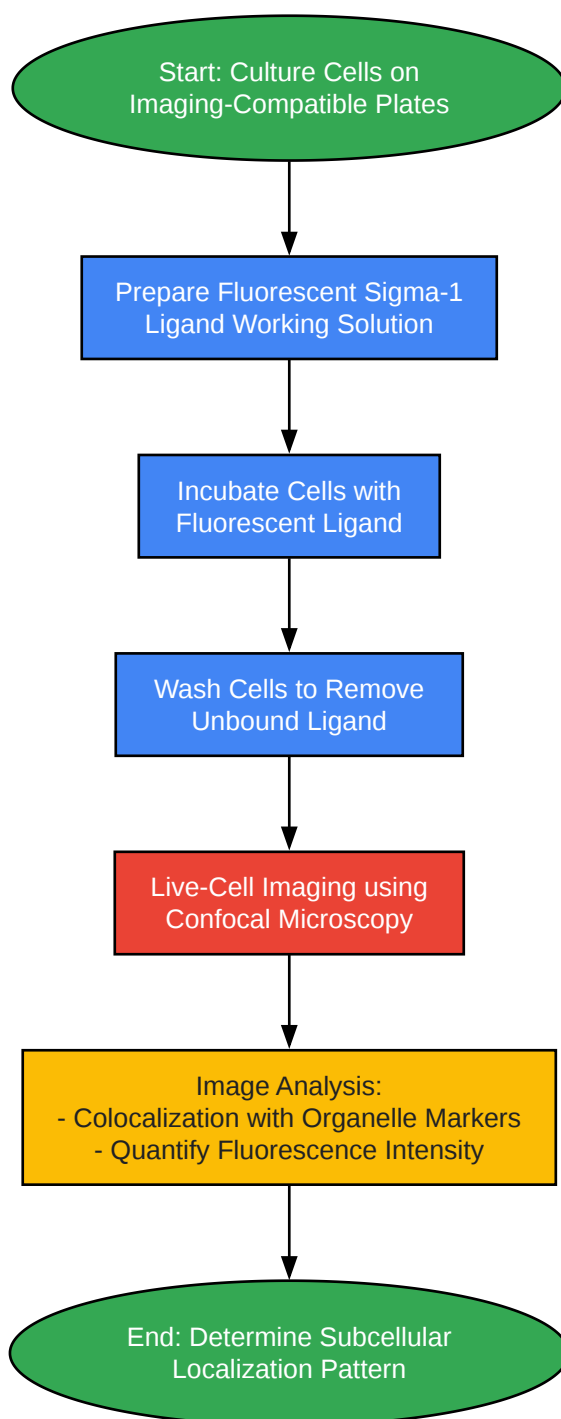 Start: Culture Cells on
Imaging-Compatible Plates
Prepare Fluorescent Sigma-1
Ligand Working Solution
Incubate Cells with
Fluorescent Ligand
Wash Cells to Remove
Unbound Ligand
Live-Cell Imaging using
Confocal Microscopy
Image Analysis:
- Colocalization with Organelle Markers
- Quantify Fluorescence Intensity
End: Determine Subcellular
Localization Pattern